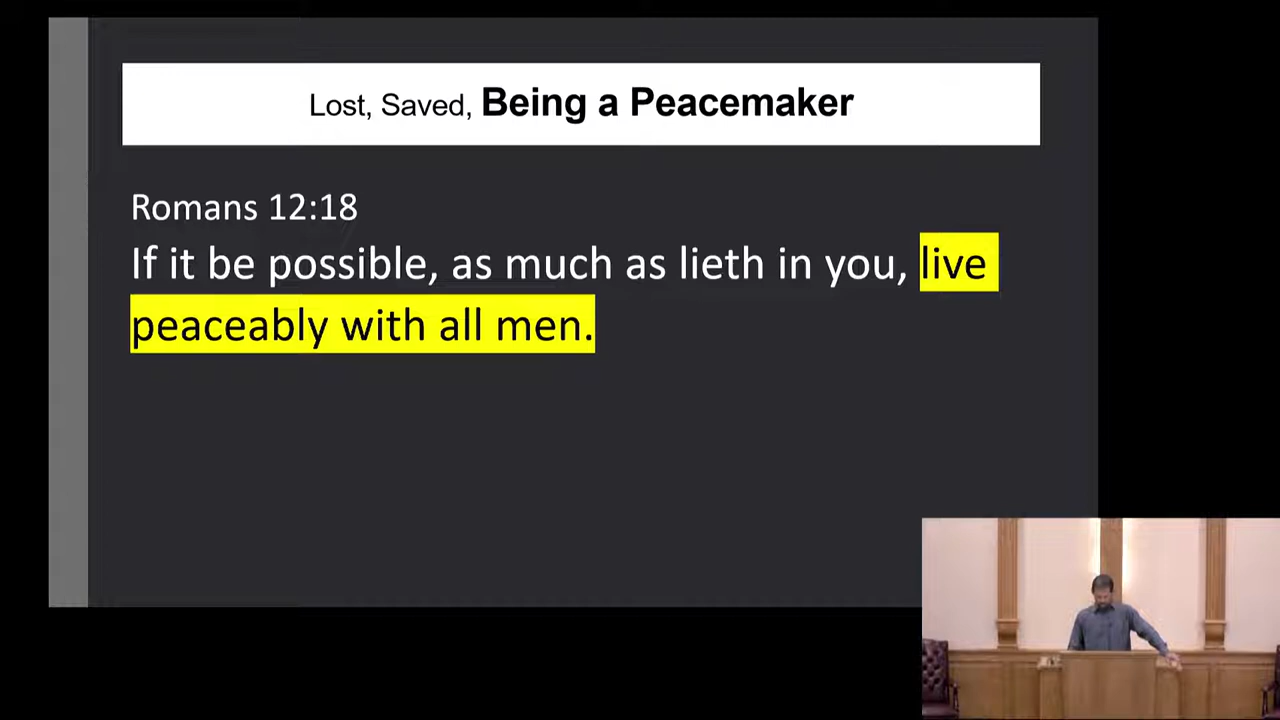 Lost, Saved, Being a Peacemaker
Romans 12:18
If it be possible, as much as lieth in you, live
peaceably with all men.